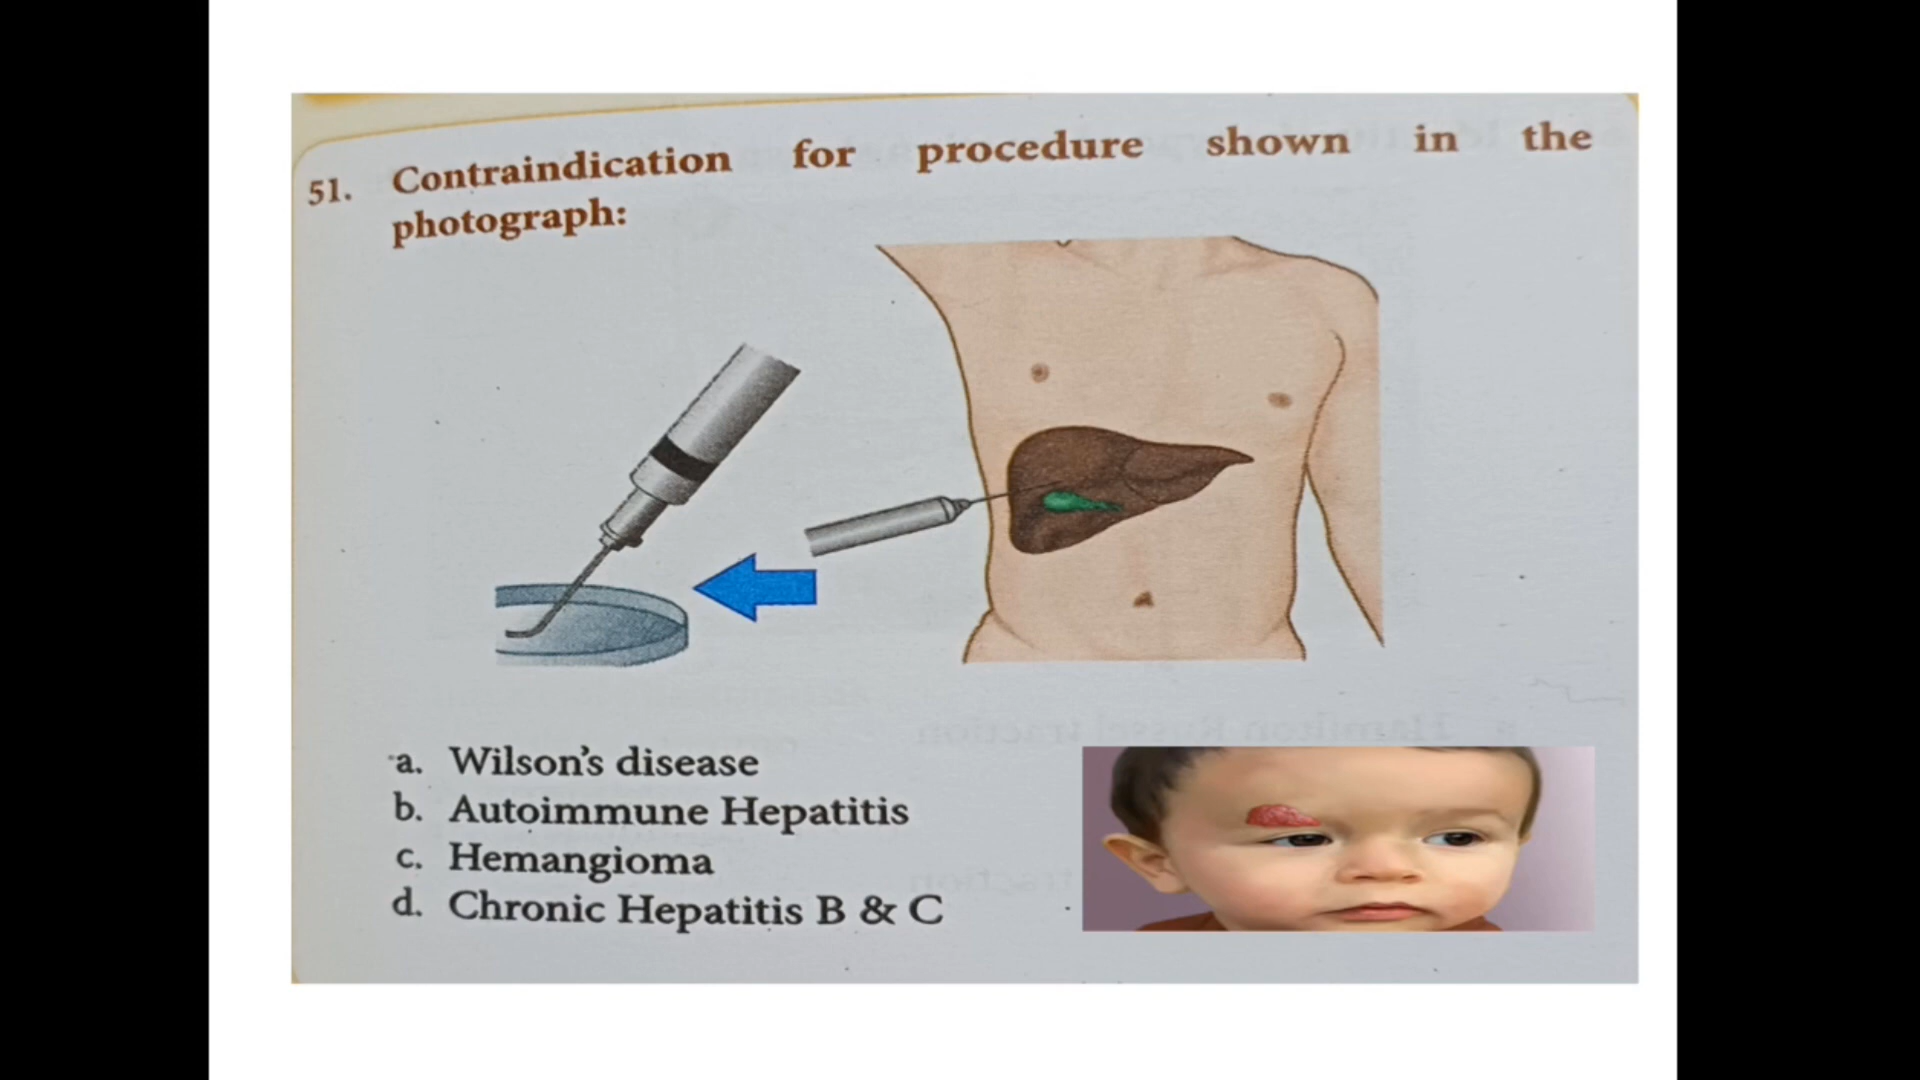 51. Contraindication for procedure shown in the
photograph:
a. Wilson's disease
b. Autoimmune Hepatitis
c. Hemangioma
d. Chronic Hepatitis B & C